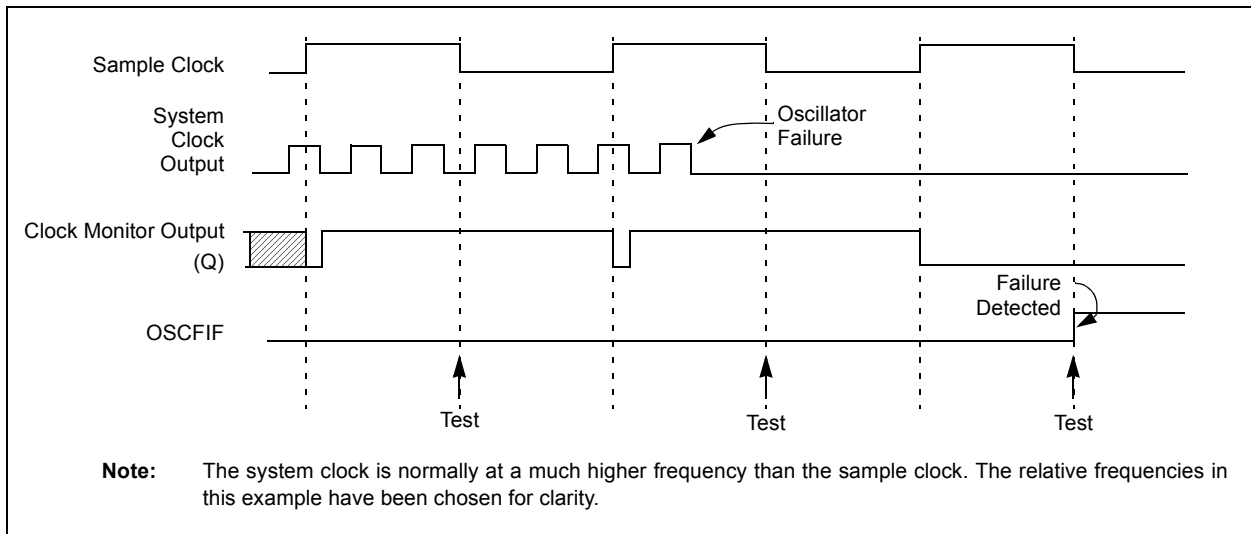 Sample Clock
System
Clock
Output
Oscillator
Failure
Clock Monitor Output
(Q)
Failure
Detected
OSCFIF
Test
Test
Test
Note: The system clock is normally at a much higher frequency than the sample clock. The relative frequencies in
this example have been chosen for clarity.